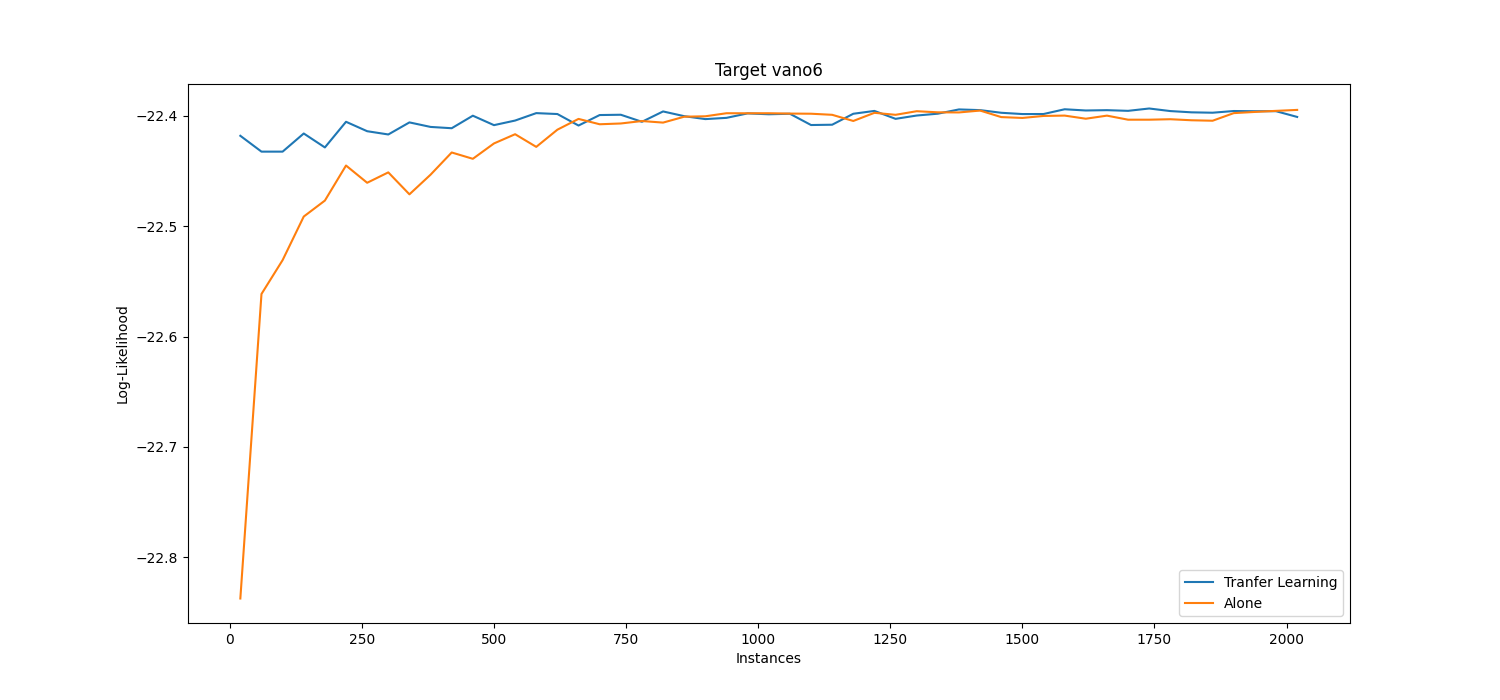 Target vano6
−22.4
−22.5
−22.6
−22.7
−22.8
Log-Likelihood
0
250
500
750
1000
1250
1500
1750
2000
Instances
Tranfer Learning
Alone